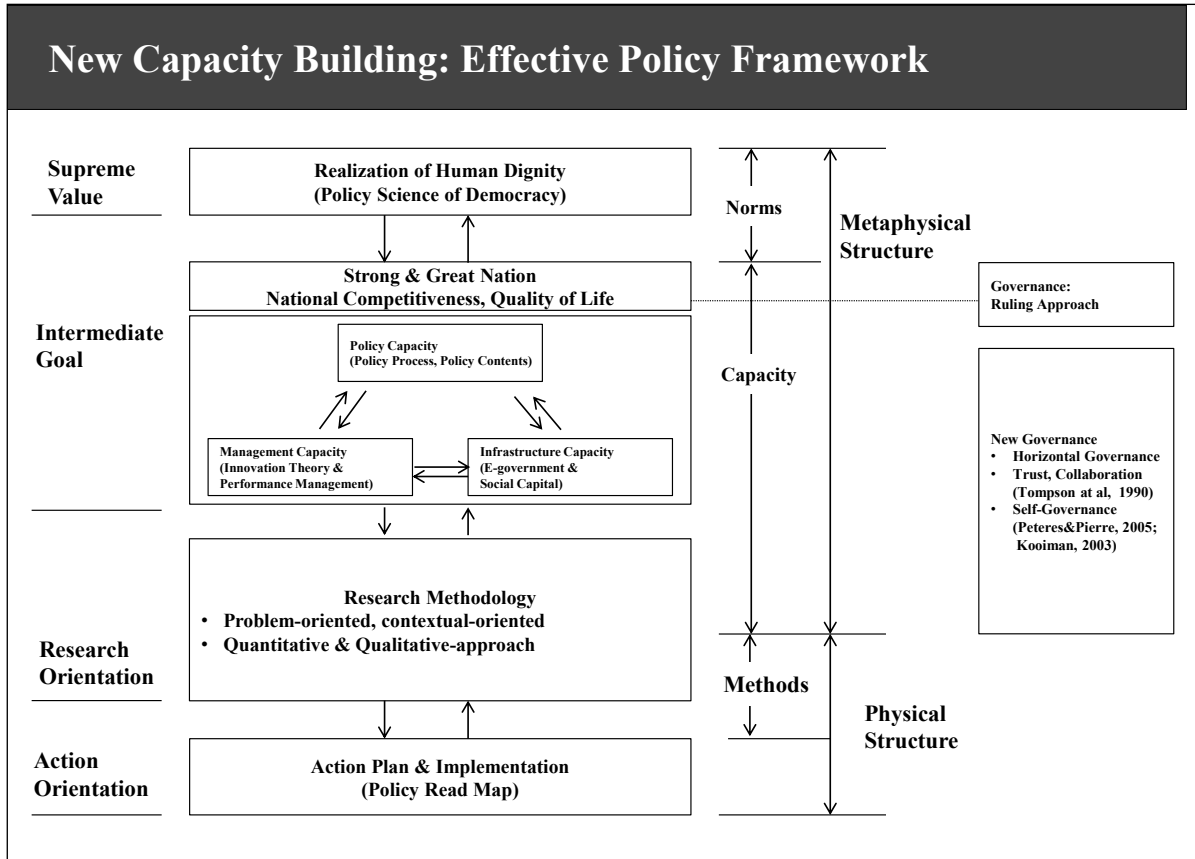 New Capacity Building: Effective Policy Framework
Supreme
Value
Realization of Human Dignity
(Policy Science of Democracy)
Norms
Metaphysical
Structure
Strong & Great Nation
National Competitiveness, Quality of Life
Governance:
Ruling Approach
Intermediate
Goal
Policy Capacity
(Policy Process, Policy Contents)
Capacity
Management Capacity
(Innovation Theory &
Performance Management)
Infrastructure Capacity
(E-government &
Social Capital)
New Governance
• Horizontal Governance
• Trust, Collaboration
(Tompson at al, 1990)
• Self-Governance
(Peteres&Pierre, 2005;
Kooiman, 2003)
Research Methodology
• Problem-oriented, contextual-oriented
• Quantitative & Qualitative-approach
Research
Orientation
Methods
Physical
Structure
Action
Orientation
Action Plan & Implementation
(Policy Read Map)